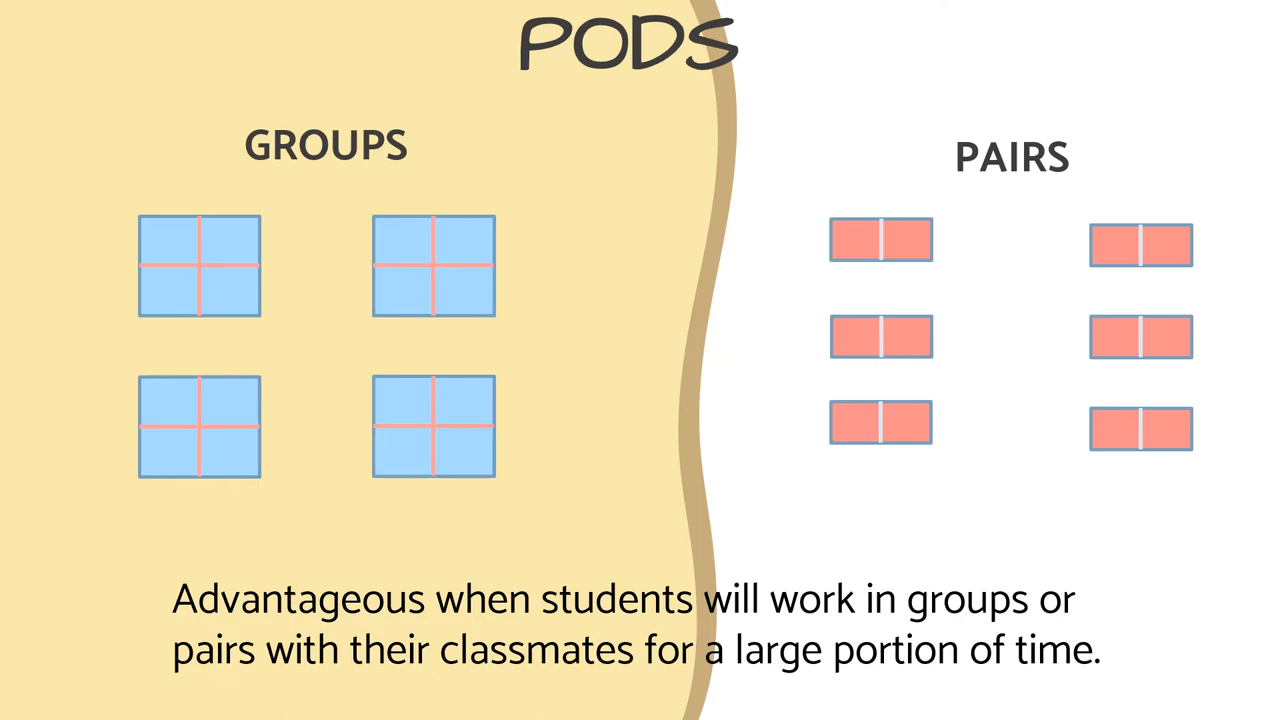 PODS
GROUPS
PAIRS
Advantageous when students will work in groups or
pairs with their classmates for a large portion of time.